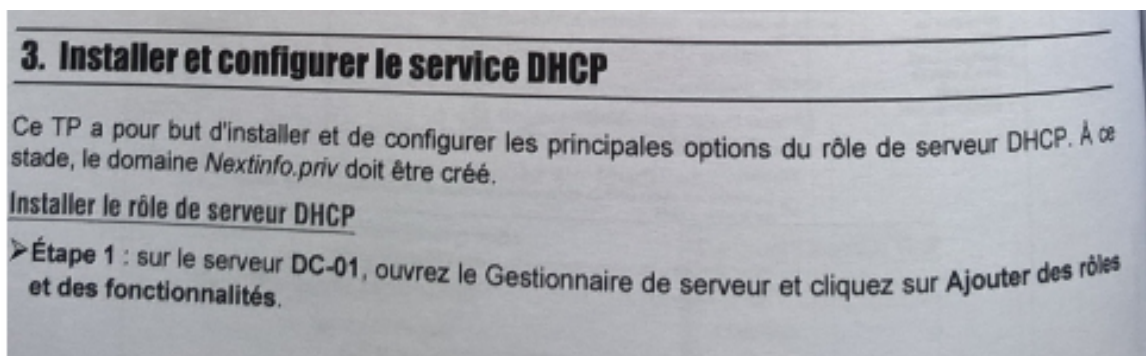 3. Installer et configurer le service DHCP
Ce TP a pour but d'installer et de configurer les principales options du rôle de serveur DHCP. À ce
stade, le domaine Nextinfo.priv doit être créé.
Installer le rôle de serveur DHCP
➤Étape 1 : sur le serveur DC-01, ouvrez le Gestionnaire de serveur et cliquez sur Ajouter des rôles
et des fonctionnalités.